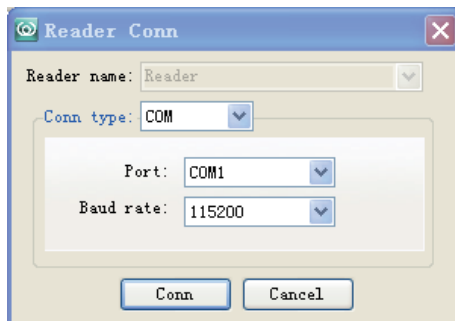 Reader Conn
Reader name: Reader
Conn type: COM
Port: COM1
Baud rate: 115200
Conn Cancel